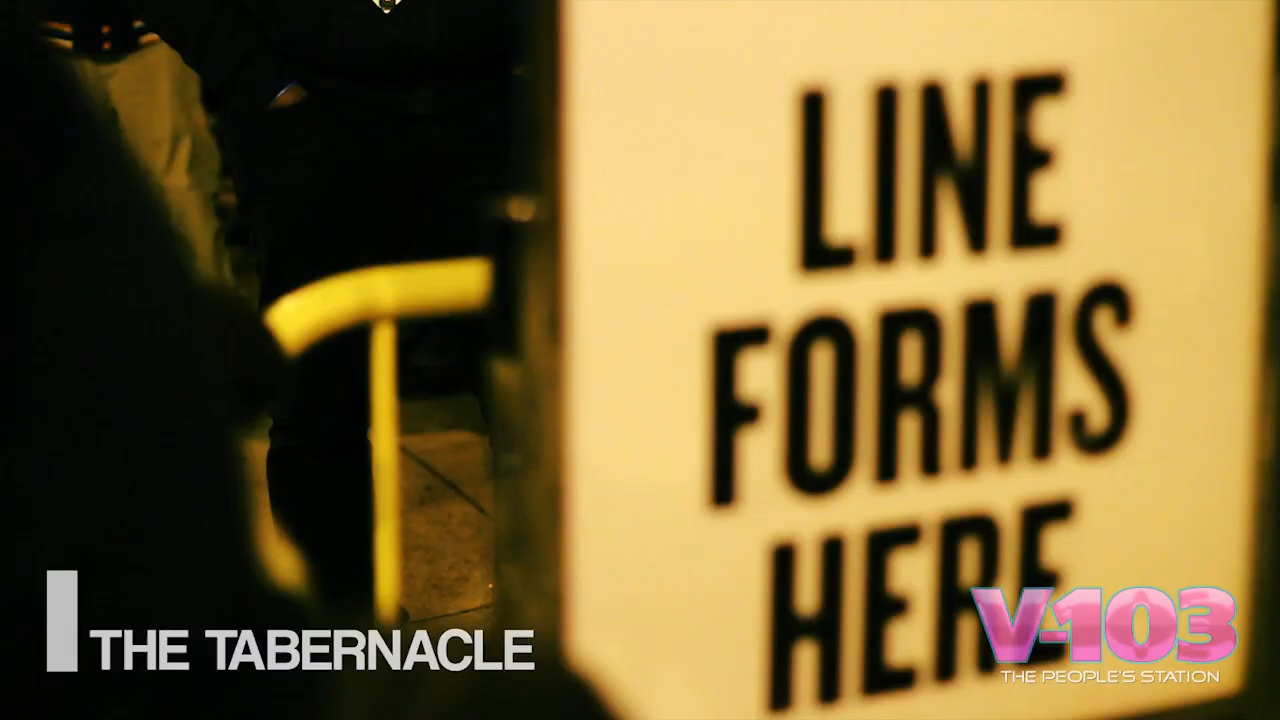 LINE
FORMS
HERE
THE TABERNACLE
V-103
THE PEOPLE'S STATION